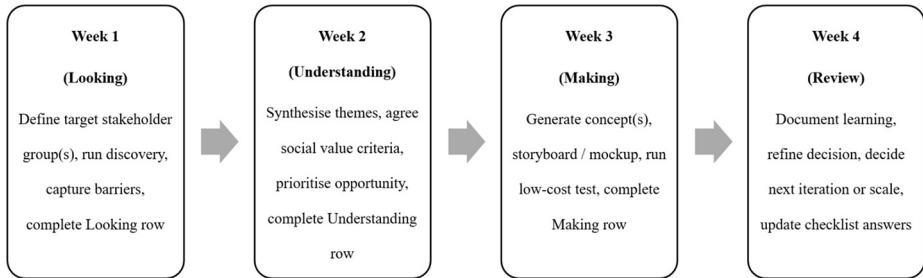 Week 1
(Looking)
Define target stakeholder
group(s), run discovery,
capture barriers,
complete Looking row
Week 2
(Understanding)
Synthesise themes, agree
social value criteria,
prioritise opportunity,
complete Understanding
row
Week 3
(Making)
Generate concept(s),
storyboard / mockup, run
low-cost test, complete
Making row
Week 4
(Review)
Document learning,
refine decision, decide
next iteration or scale,
update checklist answers